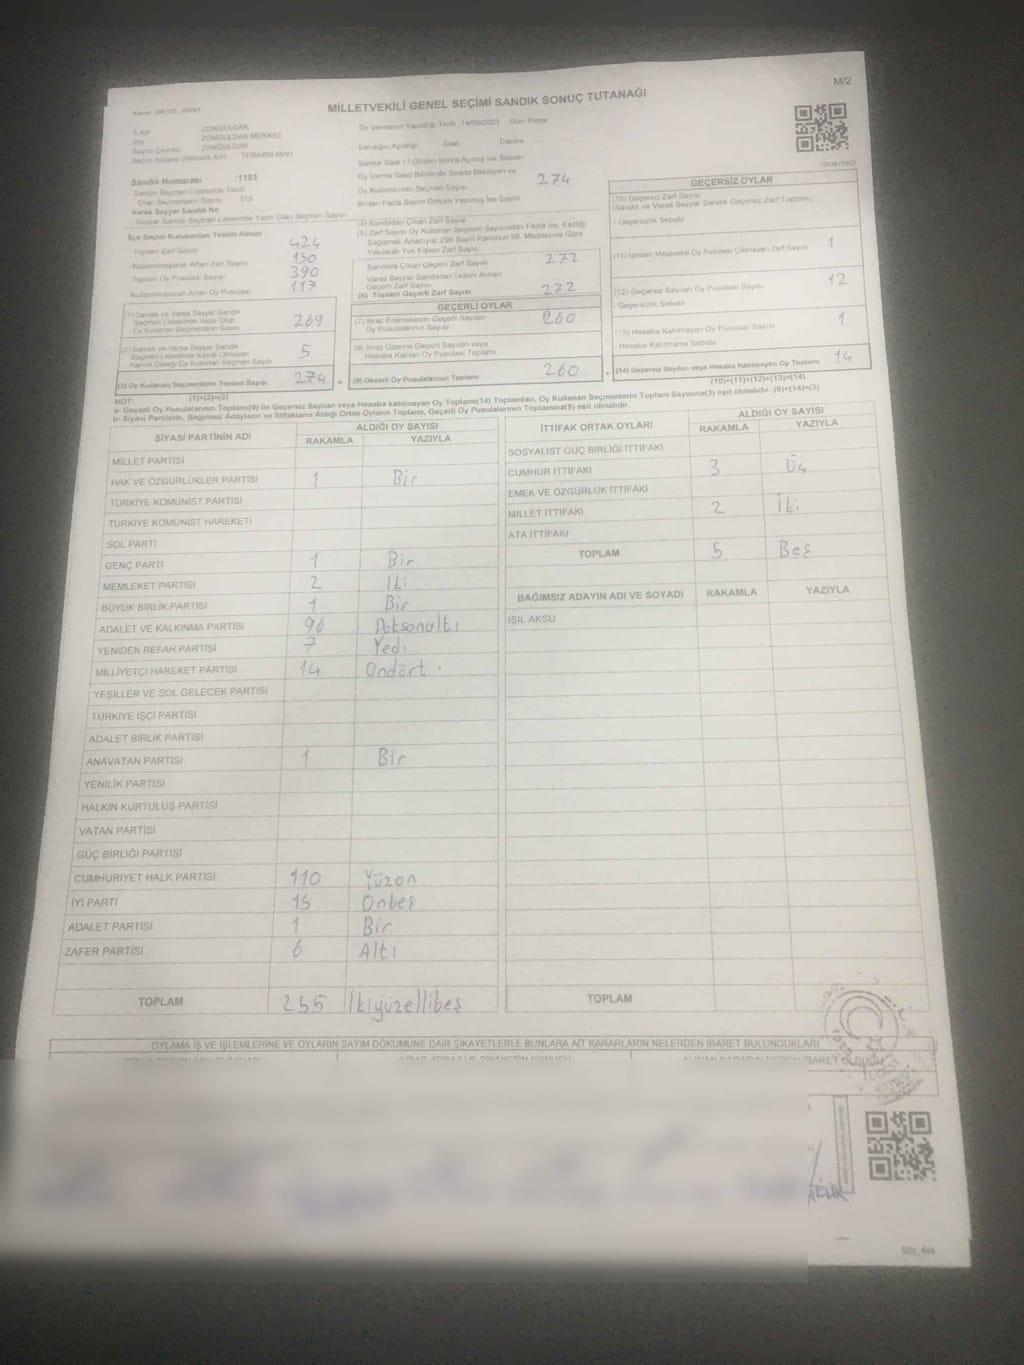 M/2
MİLLETVEKİLİ GENEL SEÇİMİ SANDIK SONUÇ TUTANAĞI
İl Adı ZONGULDAK
İlçe ZONGULDAK MERKEZ
Seçim Çevresi ZONGULDAK
Seçim Bölgesi (Mahalle Adı) TERAKKİ MAH
Sandık Numarası : 1183
- Sandık Seçmen Listesinde Yazılı
Olan Seçmenlerin Sayısı 315
Varsa Seyyar Sandık No
- Seyyar Sandık Seçmen Listesinde Yazılı Olan Seçmen Sayısı
İlçe Seçim Kurulundan Teslim Alınan :
- Toplam Zarf Sayısı 424
- Kullanılmayarak Artan Zarf Sayısı 150
Toplam Oy Pusulası Sayısı 390
Kullanılmayarak Artan Oy Pusulası 117
(1) Sandık ve Varsa Seyyar Sandık
Seçmen Listesinde Yazılı Olup
Oy Kullanan Seçmenlerin Sayısı 269
(2) Sandık ve Varsa Seyyar Sandık
Seçmen Listesinde Kaydı Olmayan
Kanun Gereği Oy Kullanan Seçmen Sayısı 5
(3) Oy Kullanan Seçmenlerin Toplam Sayısı 274 =
(1)+(2)=(3)
Oy Vermenin Yapıldığı Tarih : 14/05/2023 Gün: Pazar
Sandığın Açıldığı Saat Dakika
Sandık Saat 17:00'den Sonra Açılmış İse Sebebi
Oy Verme Saati Bitiminde Sırada Bekleyen ve
Oy Kullandırılan Seçmen Sayısı 274
Birden Fazla Sayım Döküm Yapılmış İse Sayısı
(4) Sandıktan Çıkan Zarf Sayısı
(5) Zarf Sayısı Oy Kullanan Seçmen Sayısından Fazla İse, Eşitliği
Sağlamak Amacıyla; 298 Sayılı Kanunun 98. Maddesine Göre
Yakılarak Yok Edilen Zarf Sayısı
Sandıkta Çıkan Geçerli Zarf Sayısı 272
Varsa Seyyar Sandıktan Teslim Alınan
Geçerli Zarf Sayısı
(6) Toplam Geçerli Zarf Sayısı 272
GEÇERLİ OYLAR
(7) İtiraz Edilmeksizin Geçerli Sayılan
Oy Pusulalarının Sayısı 260
(8) İtiraz Üzerine Geçerli Sayılan veya
Hesaba Katılan Oy Pusulası Toplamı
(9) Geçerli Oy Pusulalarının Toplamı 260 +
GEÇERSİZ OYLAR
(10) Geçersiz Zarf Sayısı
(Sandık ve Varsa Seyyar Sandık Geçersiz Zarf Toplamı)
- Geçersizlik Sebebi
(11) İçinden Milletvekili Oy Pusulası Çıkmayan Zarf Sayısı 1
(12) Geçersiz Sayılan Oy Pusulası Sayısı 12
- Geçersizlik Sebebi
(13) Hesaba Katılmayan Oy Pusulası Sayısı 1
- Hesaba Katılmama Sebebi
(14) Geçersiz Sayılan veya Hesaba Katılmayan Oy Toplamı 14
(10)+(11)+(12)+(13)=(14)
NOT:
a- Geçerli Oy Pusulaları Toplamı(9) ile Geçersiz Sayılan veya Hesaba katılmayan Oy Toplamı(14) Toplamları, Oy Kullanan Seçmenlerin Toplam Sayısına(3) eşit olmalıdır. (9)+(14)=(3)
b- Siyasi Partilerin, Bağımsız Adayların ve İttifakların Aldığı Ortak Oyların Toplamı, Geçerli Oy Pusulalarının Toplamına(9) eşit olmalıdır.
SİYASİ PARTİNİN ADI ALDIĞI OY SAYISI
RAKAMLA YAZIYLA
MİLLET PARTİSİ
HAK VE ÖZGÜRLÜKLER PARTİSİ 1 Bir
TÜRKİYE KOMÜNİST PARTİSİ
TÜRKİYE KOMÜNİST HAREKETİ
SOL PARTİ
GENÇ PARTİ 1 Bir
MEMLEKET PARTİSİ 2 İki
BÜYÜK BİRLİK PARTİSİ 1 Bir
ADALET VE KALKINMA PARTİSİ 96 Doksanaltı
YENİDEN REFAH PARTİSİ 7 Yedi
MİLLİYETÇİ HAREKET PARTİSİ 14 Ondört .
YEŞİLLER VE SOL GELECEK PARTİSİ
TÜRKİYE İŞÇİ PARTİSİ
ADALET BİRLİK PARTİSİ
ANAVATAN PARTİSİ 1 Bir
YENİLİK PARTİSİ
HALKIN KURTULUŞ PARTİSİ
VATAN PARTİSİ
GÜÇ BİRLİĞİ PARTİSİ
CUMHURİYET HALK PARTİSİ 110 Yüzon
İYİ PARTİ 15 Onbeş
ADALET PARTİSİ 1 Bir
ZAFER PARTİSİ 6 Altı
TOPLAM 255 İkiyüzellibeş
İTTİFAK ORTAK OYLARI ALDIĞI OY SAYISI
RAKAMLA YAZIYLA
SOSYALİST GÜÇ BİRLİĞİ İTTİFAKI
CUMHUR İTTİFAKI 3 Üç
EMEK VE ÖZGÜRLÜK İTTİFAKI
MİLLET İTTİFAKI 2 İki
ATA İTTİFAKI
TOPLAM 5 Beş
BAĞIMSIZ ADAYIN ADI VE SOYADI RAKAMLA YAZIYLA
IŞIL AKSU
TOPLAM
OYLAMA İŞ VE İŞLEMLERİNE VE OYLARIN SAYIM DÖKÜMÜNE DAİR ŞİKAYETLERLE BUNLARA AİT KARARLARIN NELERDEN İBARET BULUNDUKLARI